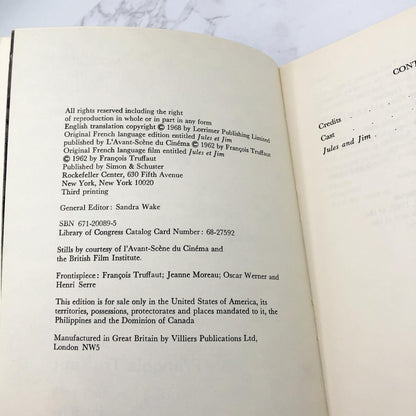 All rights reserved including the right
of reproduction in whole or in part in any form
English translation copyright © 1968 by Lorrimer Publishing Limited
Original French language edition entitled Jules et Jim
published by L'Avant-Scène du Cinéma © 1962 by François Truffaut
Original French language film entitled Jules et Jim
© 1962 by François Truffaut
Published by Simon & Schuster
Rockefeller Center, 630 Fifth Avenue
New York, New York 10020
Third printing
General Editor: Sandra Wake
SBN 671-20089-5
Library of Congress Catalog Card Number: 68-27592
Stills by courtesy of l'Avant-Scène du Cinéma and
the British Film Institute.
Frontispiece: François Truffaut; Jeanne Moreau; Oscar Werner and
Henri Serre
This edition is for sale only in the United States of America, its
territories, possessions, protectorates and places mandated to it, the
Philippines and the Dominion of Canada
Manufactured in Great Britain by Villiers Publications Ltd,
London NW5
CONT
Credits . .
Cast . . .
Jules and Jim .